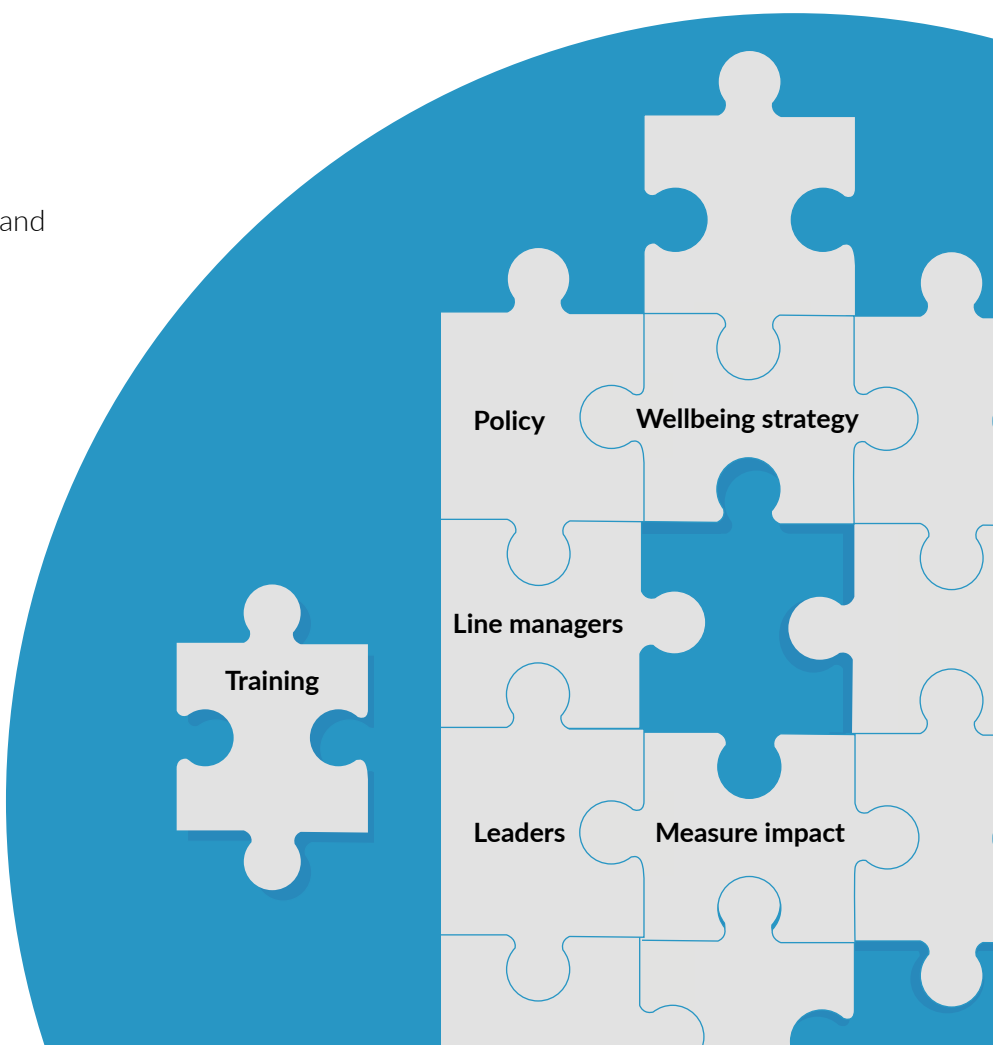 and
Policy
Wellbeing strategy
Line managers
Training
Leaders
Measure impact